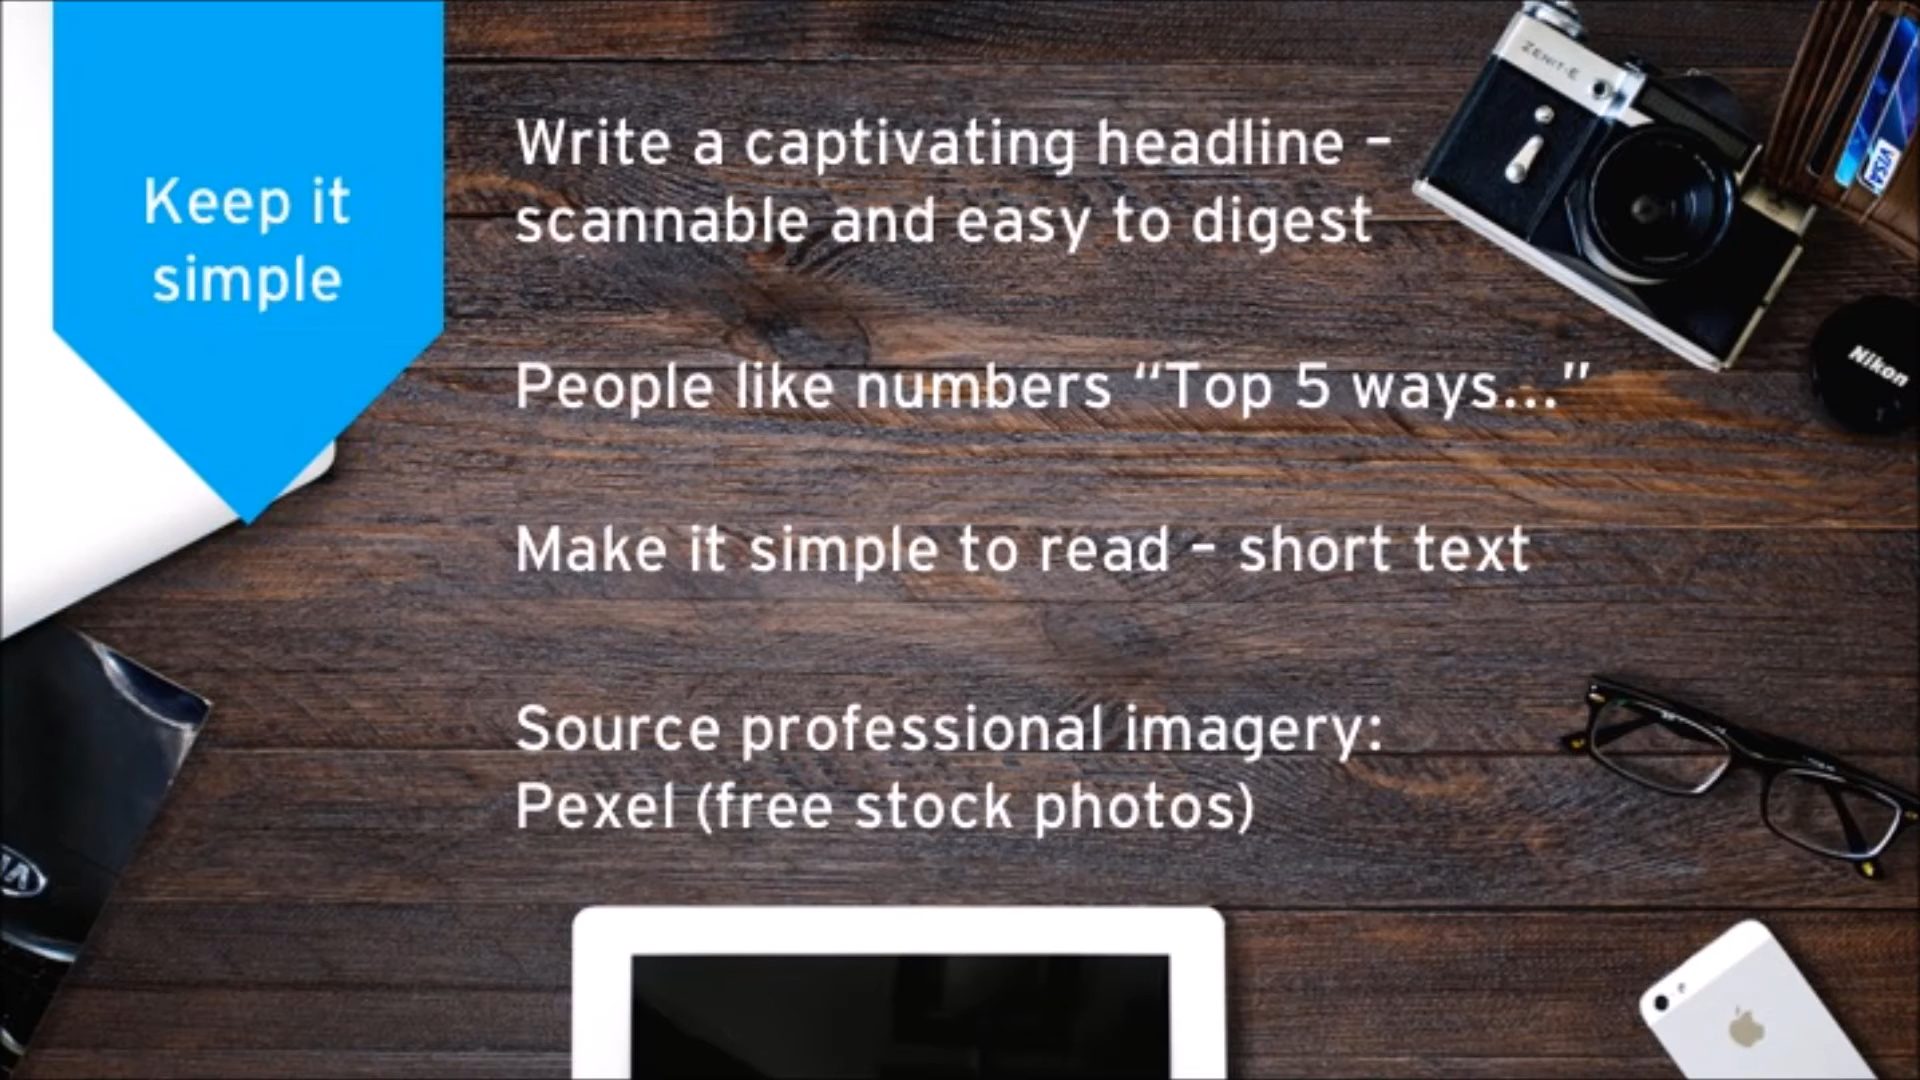 Keep it
simple
Write a captivating headline –
scannable and easy to digest
People like numbers “Top 5 ways...”
Make it simple to read – short text
Source professional imagery:
Pexel (free stock photos)
ZENIT-E
VISA
Nikon